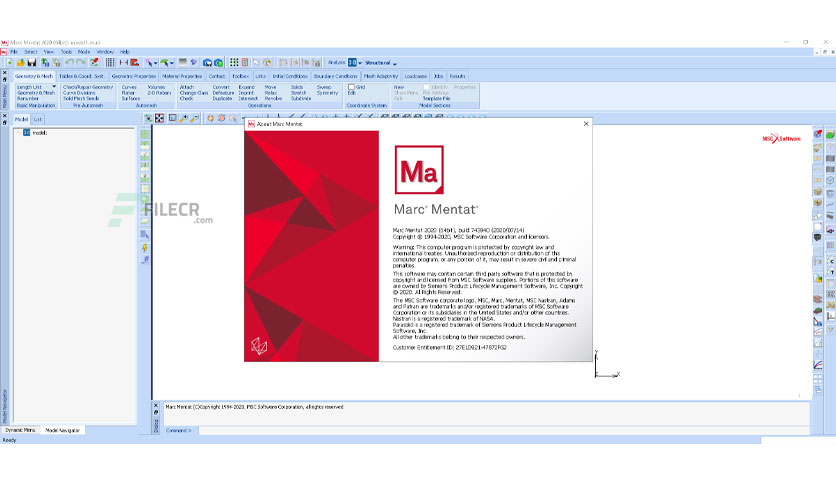 Marc Mentat 2020 (64bit): model1.mud
File Select View Tools Mode Window Help
Analysis: Structural
Geometry & Mesh Tables & Coord. Syst. Geometric Properties Material Properties Contact Toolbox Links Initial Conditions Boundary Conditions Mesh Adaptivity Loadcases Jobs Results
Length List Check/Repair Geometry Curves Volumes Attach Convert Expand Move Solids Sweep Grid New Identify Properties
Geometry & Mesh Curve Divisions Planar 2-D Pattern Change Class Defeature Imprint Relax Stretch Symmetry Edit Show Menu Plot Settings
Renumber Solid Mesh Seeds Surfaces Check Duplicate Intersect Resolve Subdivide Edit Template File
Basic Manipulation Pre-Automesh Automesh Operations Coordinate System Model Sections
Main Menu
Model List
model1
MSC Software
FILECR
.com
About Marc Mentat
Ma
Marc® Mentat®
Marc Mentat 2020 (64bit), build 743940 (2020/07/14)
Copyright © 1994-2020, MSC Software Corporation and licensors.
Warning: This computer program is protected by copyright law and
international treaties. Unauthorized reproduction or distribution of this
computer program, or any portion of it, may result in severe civil and criminal
penalties.
This software may contain certain third party software that is protected by
copyright and licensed from MSC Software suppliers. Portions of this software
are owned by Siemens Product Lifecycle Management Software, Inc. Copyright
© 2020. All Rights Reserved.
The MSC Software corporate logo, MSC, Marc, Mentat, MSC Nastran, Adams
and Patran are trademarks and/or registered trademarks of MSC Software
Corporation or its subsidiaries in the United States and/or other countries.
Nastran is a registered trademark of NASA.
Parasolid is a registered trademark of Siemens Product Lifecycle Management
Software, Inc.
All other trademarks belong to their respective owners.
Customer Entitlement ID:
Y
Z X
1
Model Navigator
Dialog
Marc Mentat (C)Copyright 1994-2020, MSC Software Corporation, all rights reserved
Command >
Dynamic Menu Model Navigator
Ready